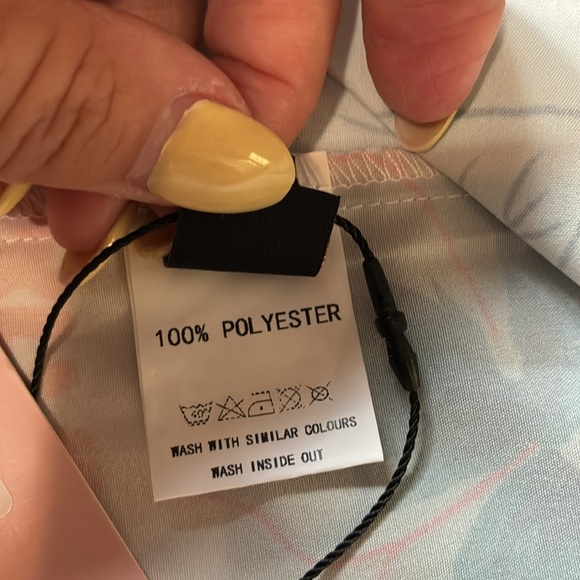 100% POLYESTER
WASH WITH SIMILAR COLOURS
WASH INSIDE OUT